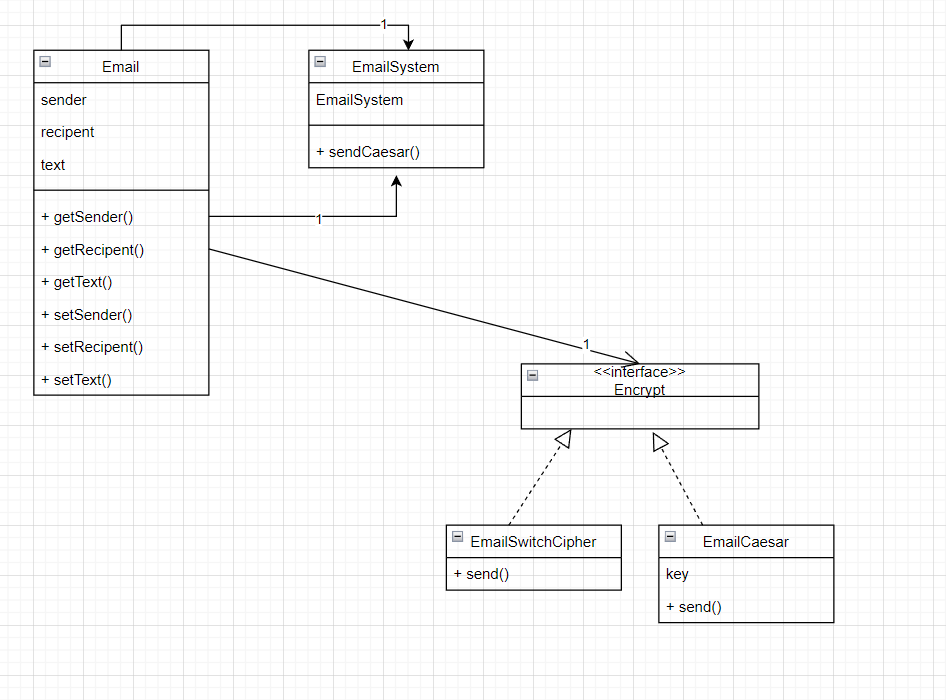 1
Email
sender
recipent
text
+ getSender()
+ getRecipent()
+ getText()
+ setSender()
+ setRecipent()
+ setText()
EmailSystem
EmailSystem
+ sendCaesar()
1
1
<<interface>>
Encrypt
EmailSwitchCipher
+ send()
EmailCaesar
key
+ send()